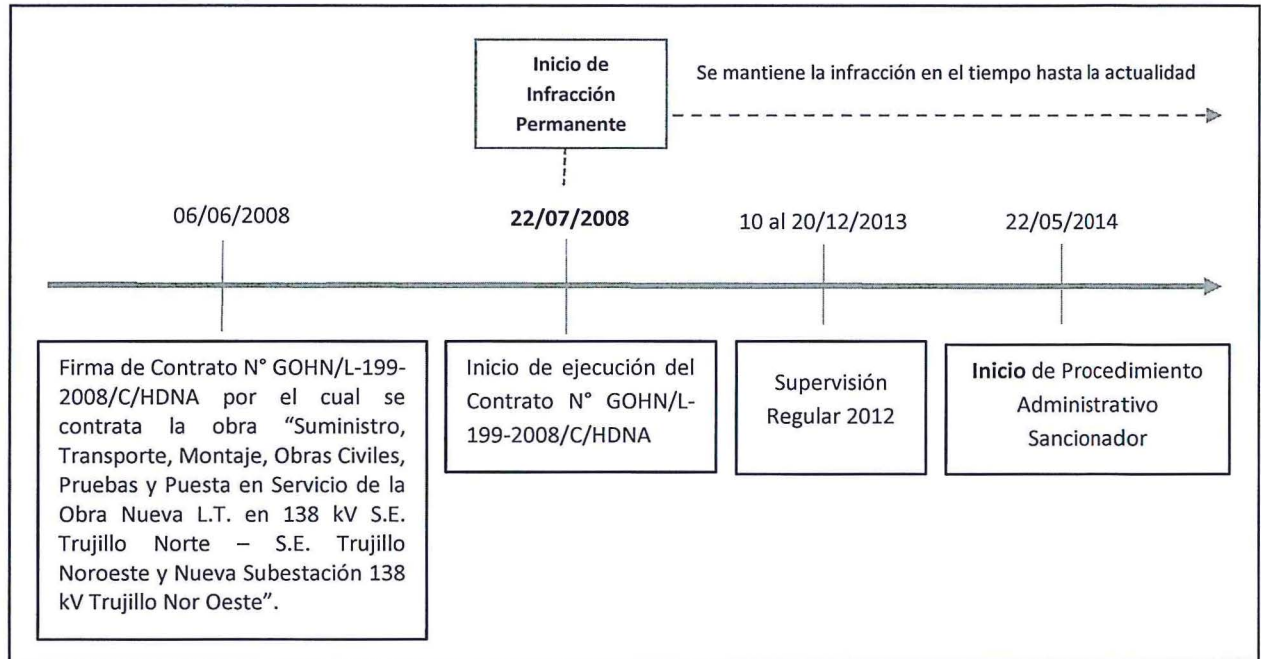 Inicio de
Infracción
Permanente
Se mantiene la infracción en el tiempo hasta la actualidad
06/06/2008
22/07/2008
10 al 20/12/2013
22/05/2014
Firma de Contrato N° GOHN/L-199-
2008/C/HDNA por el cual se
contrata la obra “Suministro,
Transporte, Montaje, Obras Civiles,
Pruebas y Puesta en Servicio de la
Obra Nueva L.T. en 138 kV S.E.
Trujillo Norte – S.E. Trujillo
Noroeste y Nueva Subestación 138
kV Trujillo Nor Oeste”.
Inicio de ejecución del
Contrato N° GOHN/L-
199-2008/C/HDNA
Supervisión
Regular 2012
Inicio de Procedimiento
Administrativo
Sancionador